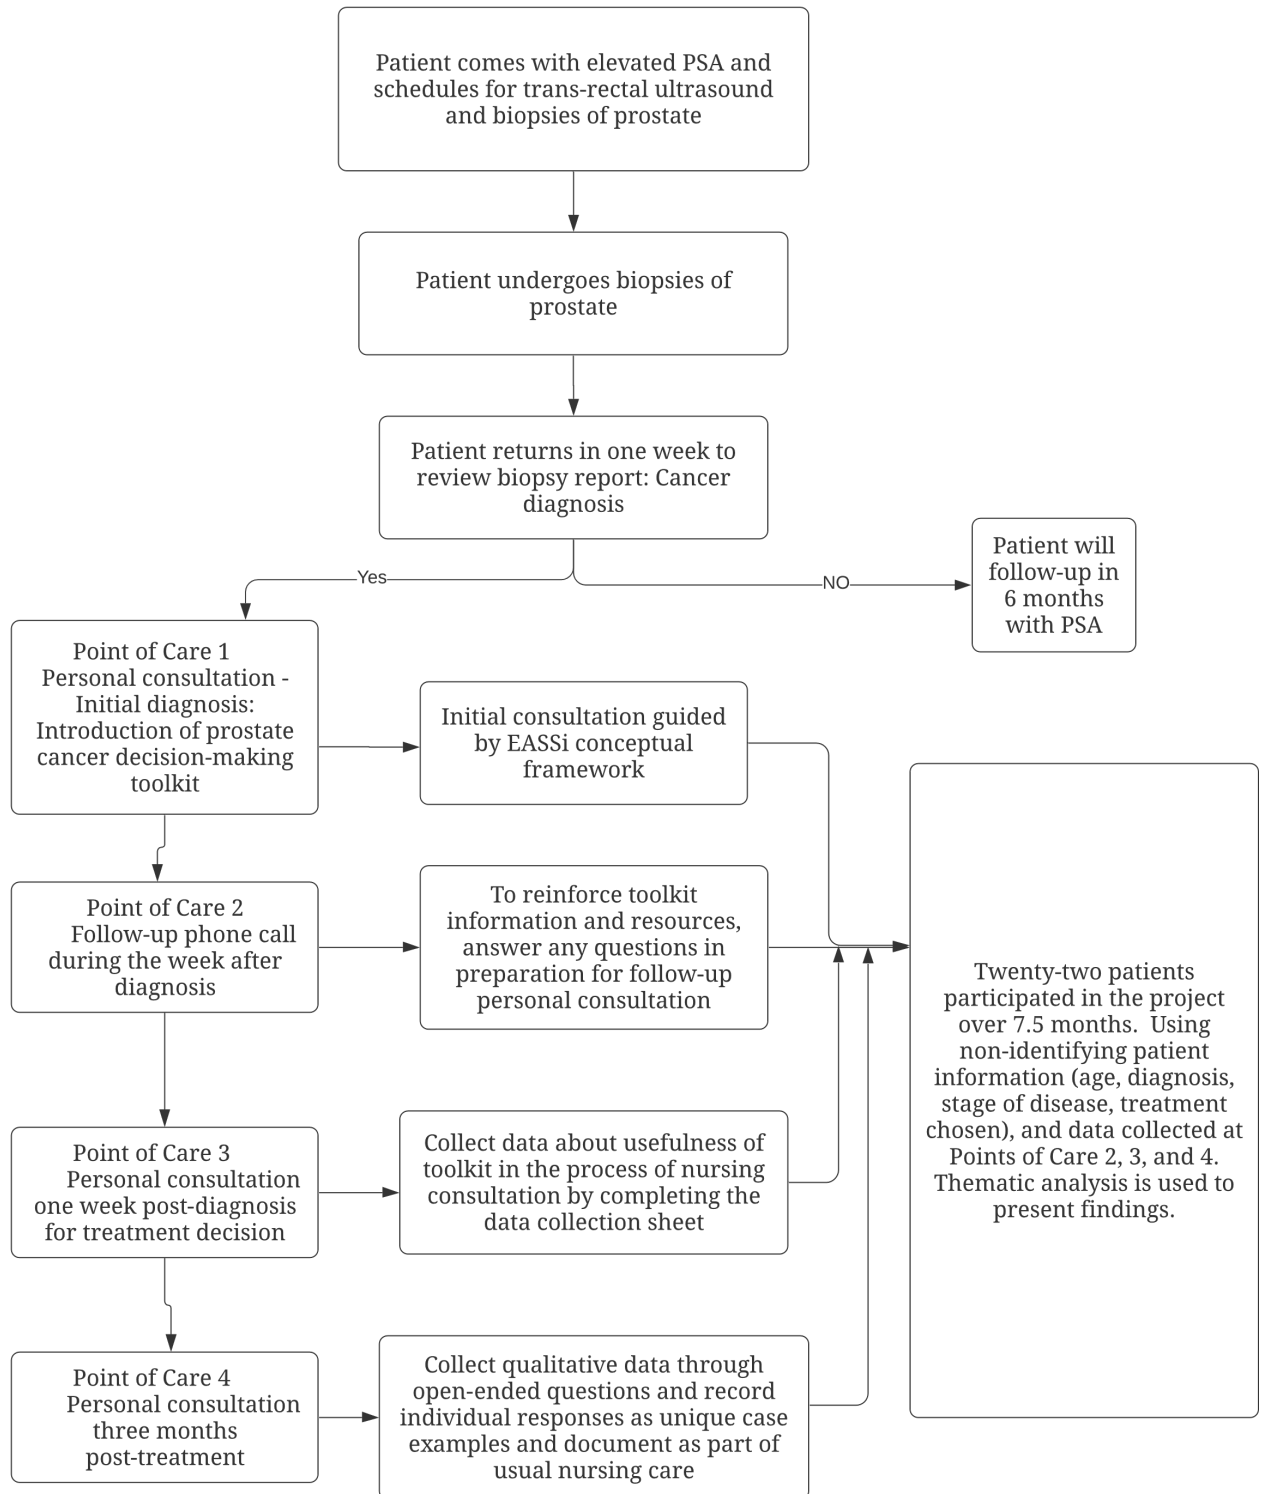 Patient comes with elevated PSA and
schedules for trans-rectal ultrasound
and biopsies of prostate
Patient undergoes biopsies of
prostate
Patient returns in one week to
review biopsy report: Cancer
diagnosis
Yes
NO
Patient will
follow-up in
6 months
with PSA
Point of Care 1
Personal consultation -
Initial diagnosis:
Introduction of prostate
cancer decision-making
toolkit
Initial consultation guided
by EASSi conceptual
framework
Point of Care 2
Follow-up phone call
during the week after
diagnosis
To reinforce toolkit
information and resources,
answer any questions in
preparation for follow-up
personal consultation
Point of Care 3
Personal consultation
one week post-diagnosis
for treatment decision
Collect data about usefulness of
toolkit in the process of nursing
consultation by completing the
data collection sheet
Point of Care 4
Personal consultation
three months
post-treatment
Collect qualitative data through
open-ended questions and record
individual responses as unique case
examples and document as part of
usual nursing care
Twenty-two patients
participated in the project
over 7.5 months.  Using
non-identifying patient
information (age, diagnosis,
stage of disease, treatment
chosen), and data collected at
Points of Care 2, 3, and 4.
Thematic analysis is used to
present findings.